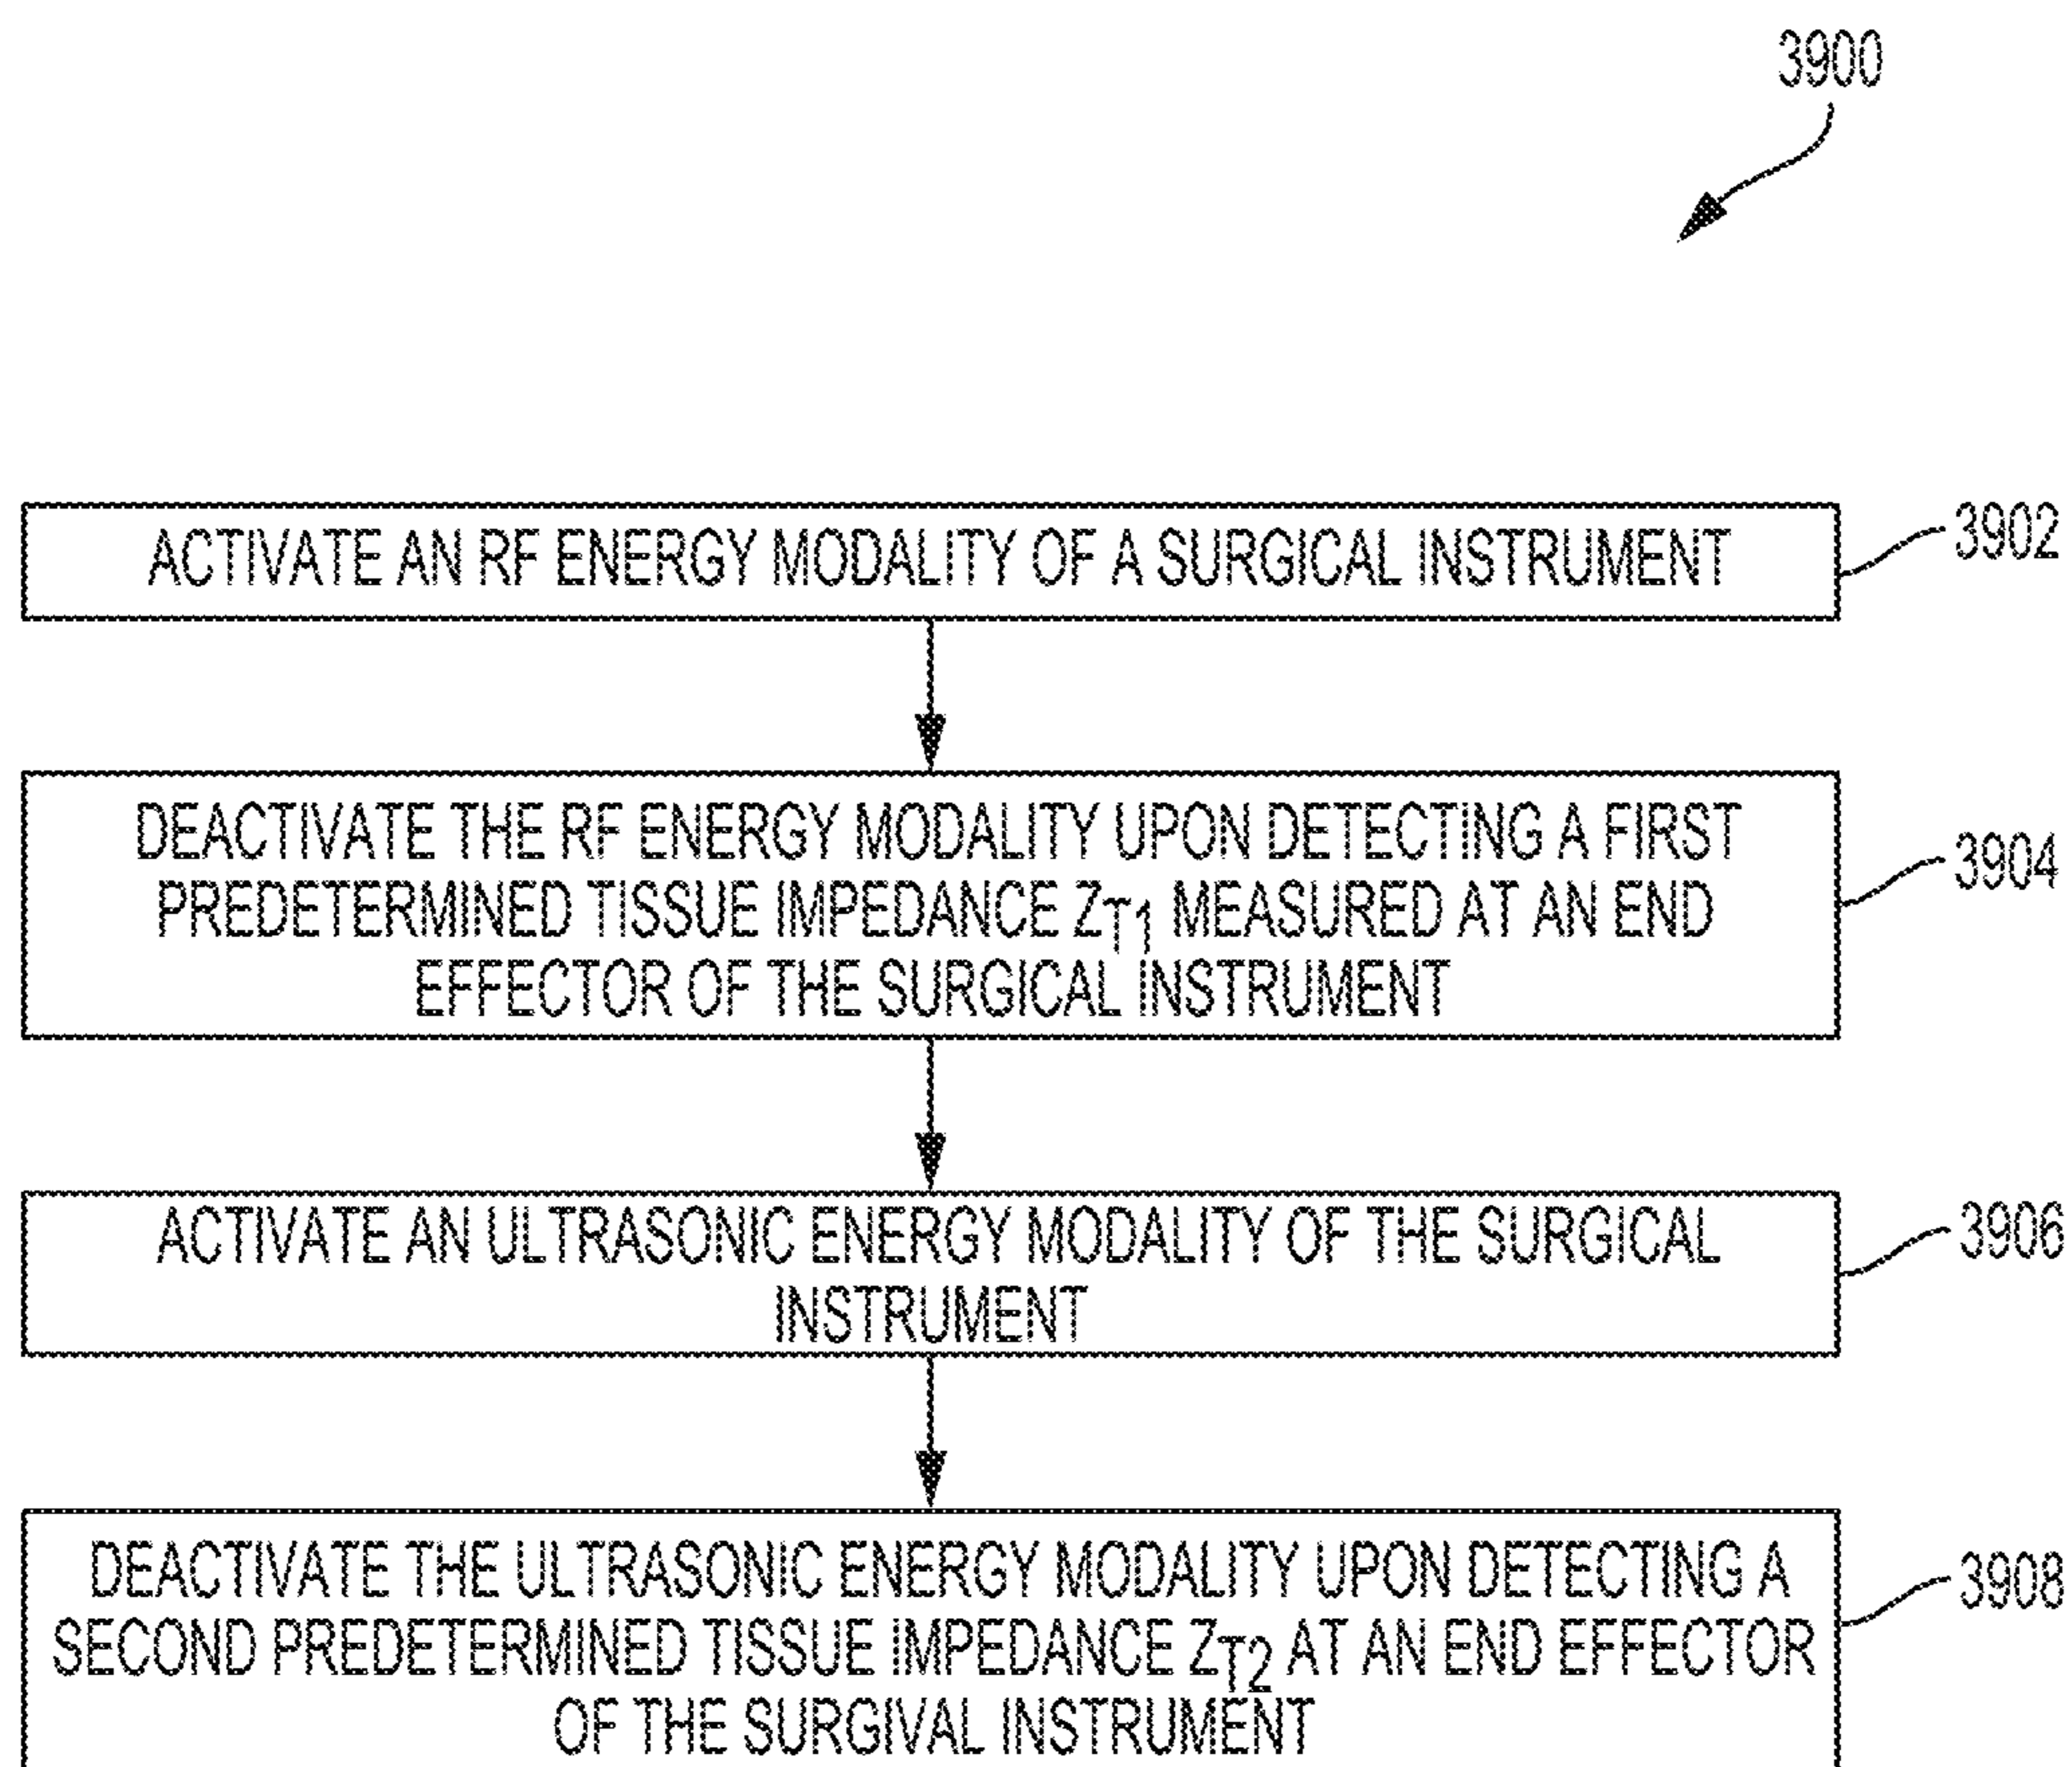 3900
ACTIVATE AN RF ENERGY MODALITY OF A SURGICAL INSTRUMENT
3902
DEACTIVATE THE RF ENERGY MODALITY UPON DETECTING A FIRST
PREDETERMINED TISSUE IMPEDANCE ZT1 MEASURED AT AN END
EFFECTOR OF THE SURGICAL INSTRUMENT
3904
ACTIVATE AN ULTRASONIC ENERGY MODALITY OF THE SURGICAL
INSTRUMENT
3906
DEACTIVATE THE ULTRASONIC ENERGY MODALITY UPON DETECTING A
SECOND PREDETERMINED TISSUE IMPEDANCE ZT2 AT AN END EFFECTOR
OF THE SURGIVAL INSTRUMENT
3908